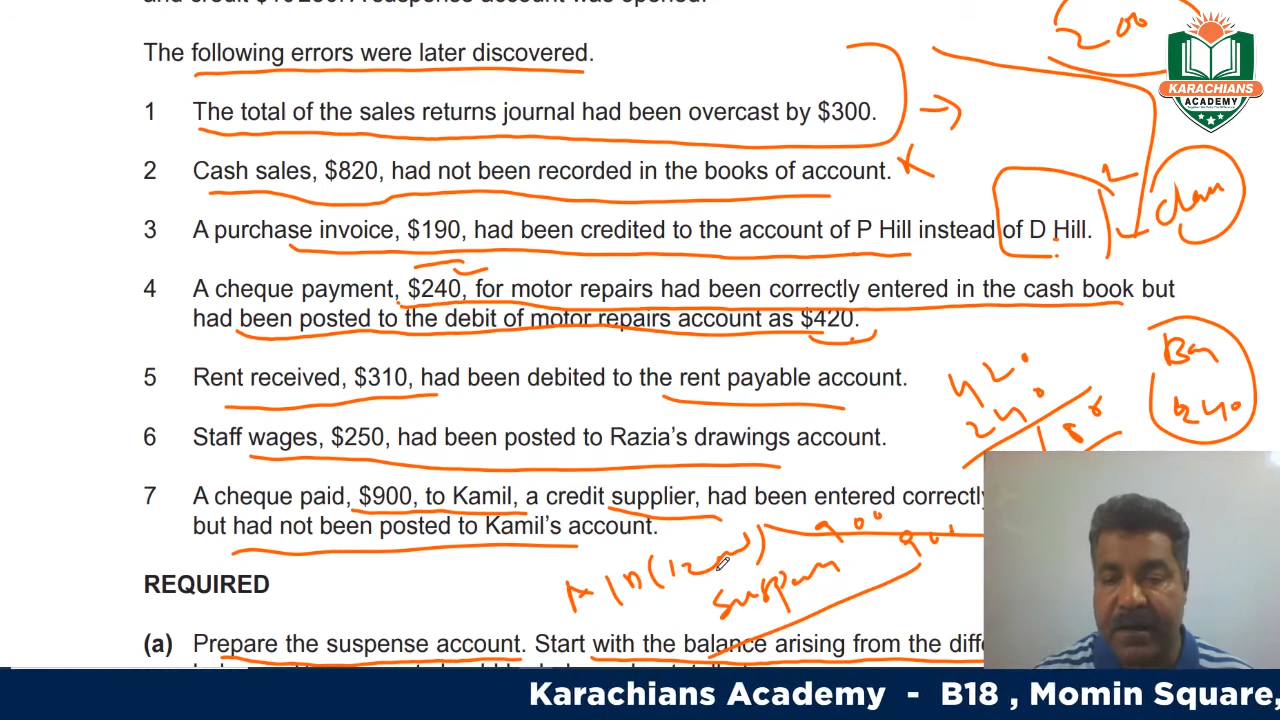 The following errors were later discovered.
1 The total of the sales returns journal had been overcast by $300.
2 Cash sales, $820, had not been recorded in the books of account.
3 A purchase invoice, $190, had been credited to the account of P Hill instead of D Hill.
4 A cheque payment, $240, for motor repairs had been correctly entered in the cash book but
had been posted to the debit of motor repairs account as $420.
5 Rent received, $310, had been debited to the rent payable account.
6 Staff wages, $250, had been posted to Razia's drawings account.
7 A cheque paid, $900, to Kamil, a credit supplier, had been entered correctly
but had not been posted to Kamil's account.
REQUIRED
(a) Prepare the suspense account. Start with the balance arising from the
200
KARACHIANS
ACADEMY
420
240
240
900
900
Karachians Academy - B18 , Momin Square,